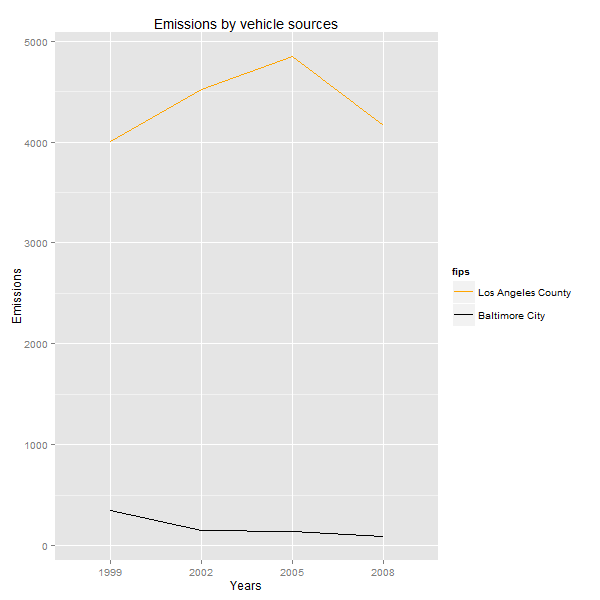 Emissions by vehicle sources
5000
4000
3000
2000
1000
0
Emissions
1999 2002 2005 2008
Years
fips
Los Angeles County
Baltimore City